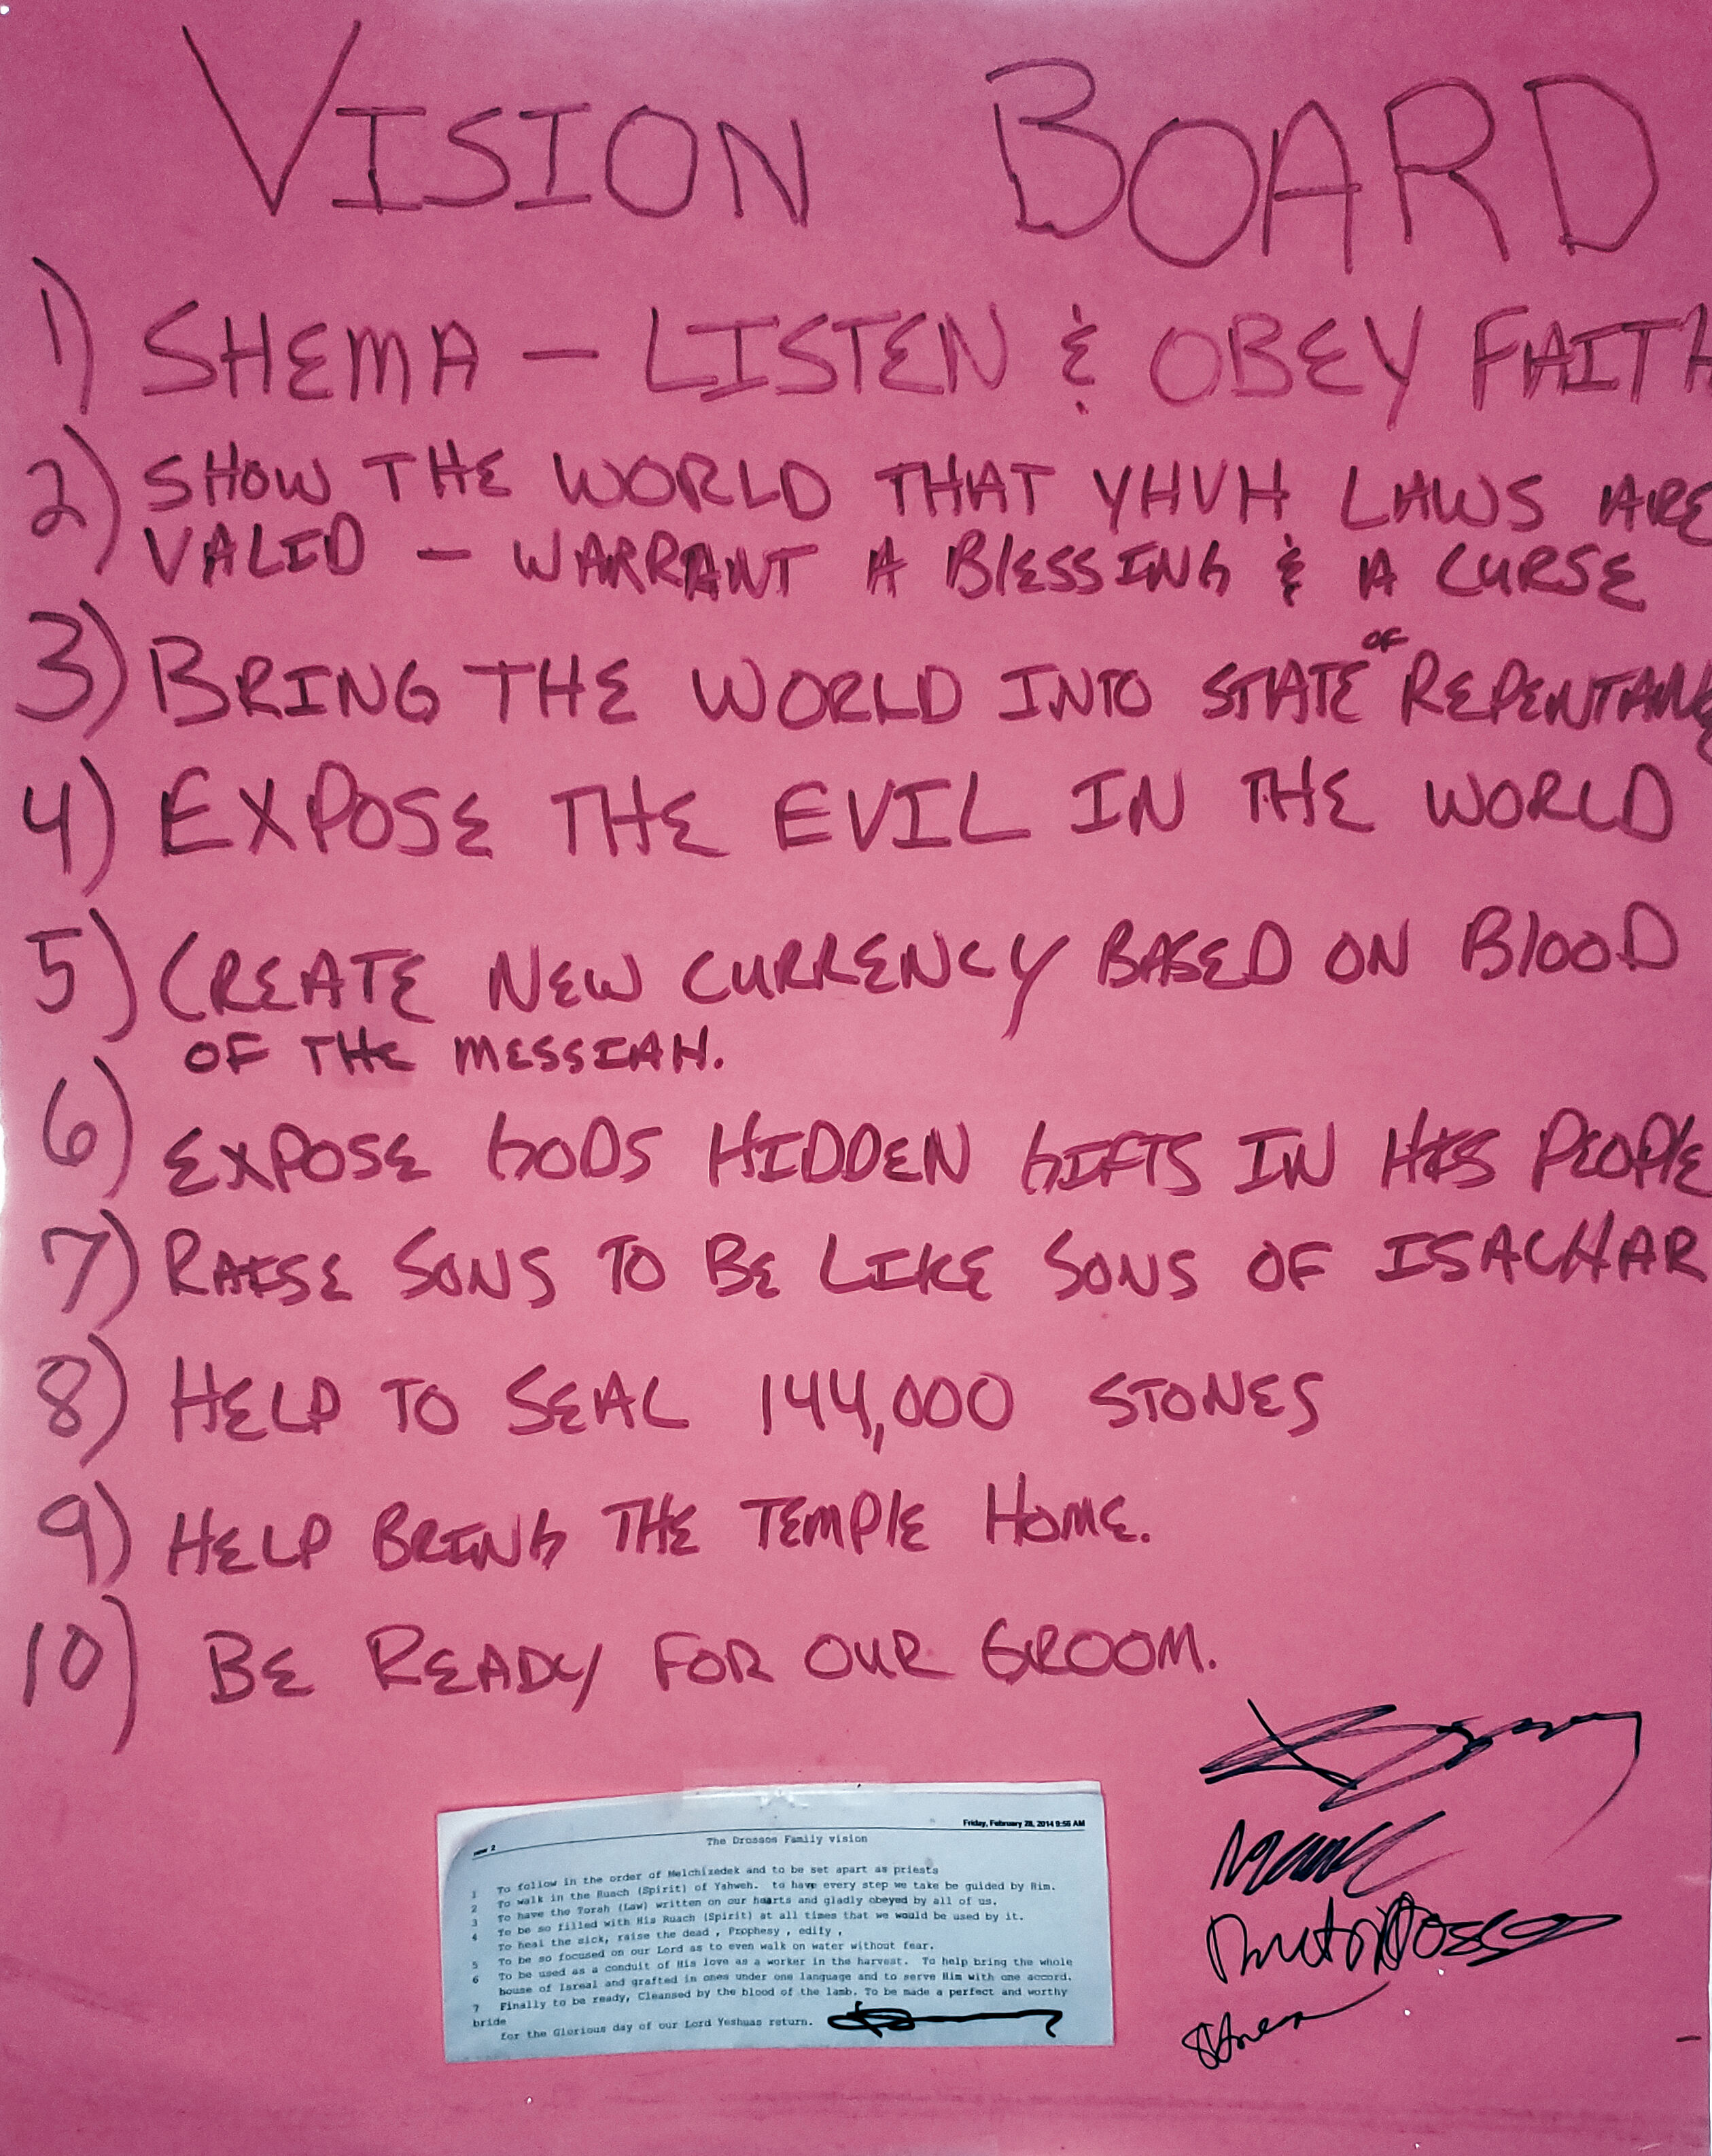 VISION BOARD
1) SHEMA — LISTEN & OBEY FAITH
2) SHOW THE WORLD THAT YHVH LAWS ARE
VALID — WARRANT A BLESSING & A CURSE
3) BRING THE WORLD INTO STATE OF REPENTANCE
4) EXPOSE THE EVIL IN THE WORLD
5) CREATE NEW CURRENCY BASED ON BLOOD
OF THE MESSIAH.
6) EXPOSE GODS HIDDEN GIFTS IN HIS PEOPLE
7) RAISE SONS TO BE LIKE SONS OF ISACHAR
8) HELP TO SEAL 144,000 STONES
9) HELP BRING THE TEMPLE HOME.
10) BE READY FOR OUR GROOM.
Friday, February 28, 2014 9:56 AM
The Drossos Family vision
To follow in the order of Melchizedek and to be set apart as priests
1 To walk in the Ruach (Spirit) of Yahweh. to have every step we take be guided by Him.
2 To have the Torah (Law) written on our hearts and gladly obeyed by all of us.
3 To be so filled with His Ruach (Spirit) at all times that we would be used by it.
4 To heal the sick, raise the dead , Prophesy , edify ,
5 To be so focused on our Lord as to even walk on water without fear.
6 To be used as a conduit of His love as a worker in the harvest. To help bring the whole
house of Isreal and grafted in ones under one language and to serve Him with one accord.
7 Finally to be ready, Cleansed by the blood of the lamb. To be made a perfect and worthy
bride
for the Glorious day of our Lord Yeshuas return.